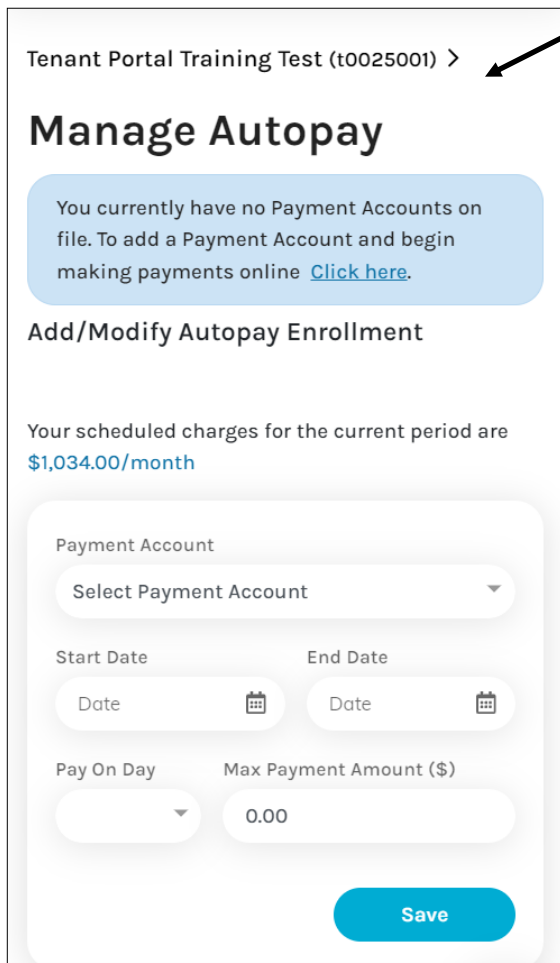 Tenant Portal Training Test (t0025001) >
Manage Autopay
You currently have no Payment Accounts on
file. To add a Payment Account and begin
making payments online Click here.
Add/Modify Autopay Enrollment
Your scheduled charges for the current period are
$1,034.00/month
Payment Account
Select Payment Account
Start Date End Date
Date Date
Pay On Day Max Payment Amount ($)
0.00
Save